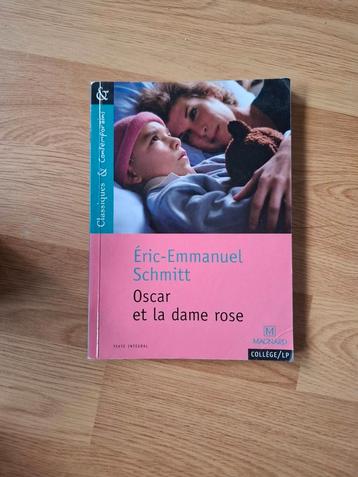 &
Classiques & Contemporains
Éric-Emmanuel
Schmitt
Oscar
et la dame rose
TEXTE INTÉGRAL
M
MAGNARD
COLLÈGE/LP